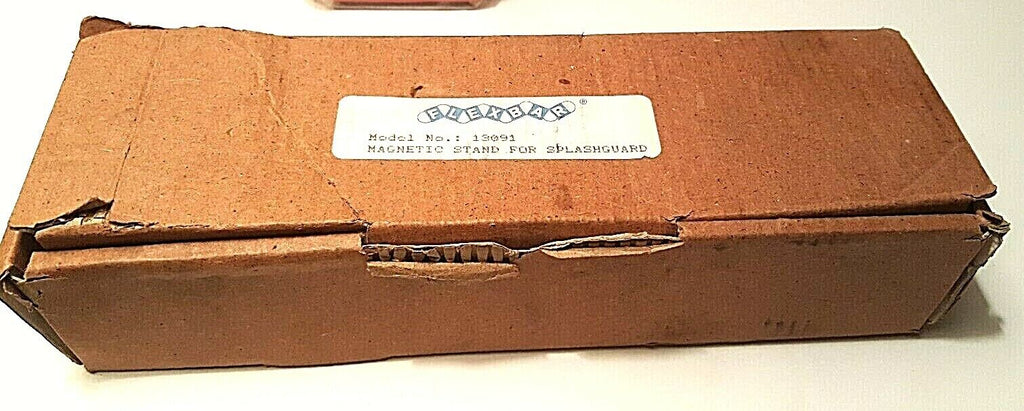 FLEXBAR®
Model No.: 13091
MAGNETIC STAND FOR SPLASHGUARD